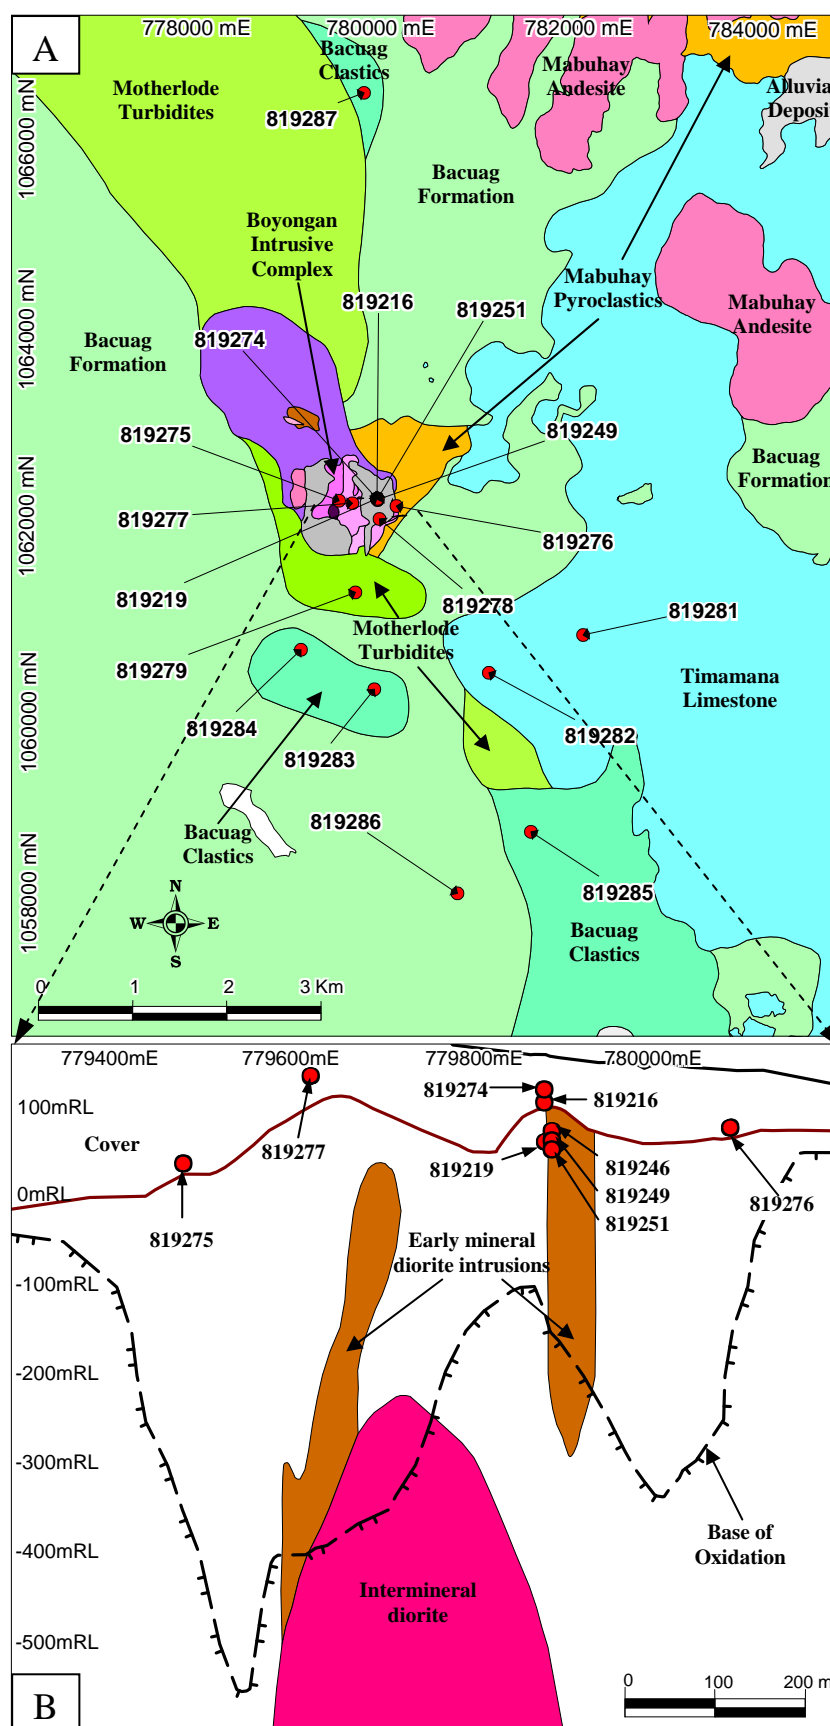 A
778000 mE
780000 mE
782000 mE
784000 mE
Bacuag
Clastics
Mabuhay
Andesite
Motherlode
Turbidites
Alluvia
Deposi
819287
1066000 mN
Bacuag
Formation
Boyongan
Intrusive
Complex
819216
819251
Mabuhay
Pyroclastics
Mabuhay
Andesite
1064000 mN
819274
Bacuag
Formation
819275
819249
Bacuag
Formation
1062000 mN
819277
819276
819219
819278
819281
Motherlode
Turbidites
819279
Timamana
Limestone
1060000 mN
819284
819282
819283
819286
Bacuag
Clastics
1058000 mN
819285
N
W
E
S
Bacuag
Clastics
0
1
2
3 Km
779400mE
779600mE
779800mE
780000mE
819274
819216
100mRL
Cover
819277
819219
819246
819249
819251
819276
0mRL
819275
Early mineral
diorite intrusions
-100mRL
-200mRL
-300mRL
-400mRL
Base of
Oxidation
Intermineral
diorite
-500mRL
0
100
200 m
B